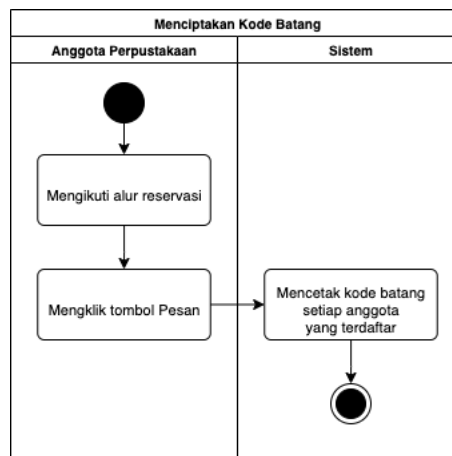 Menciptakan Kode Batang
Anggota Perpustakaan
Sistem
Mengikuti alur reservasi
Mengklik tombol Pesan
Mencetak kode batang
setiap anggota
yang terdaftar